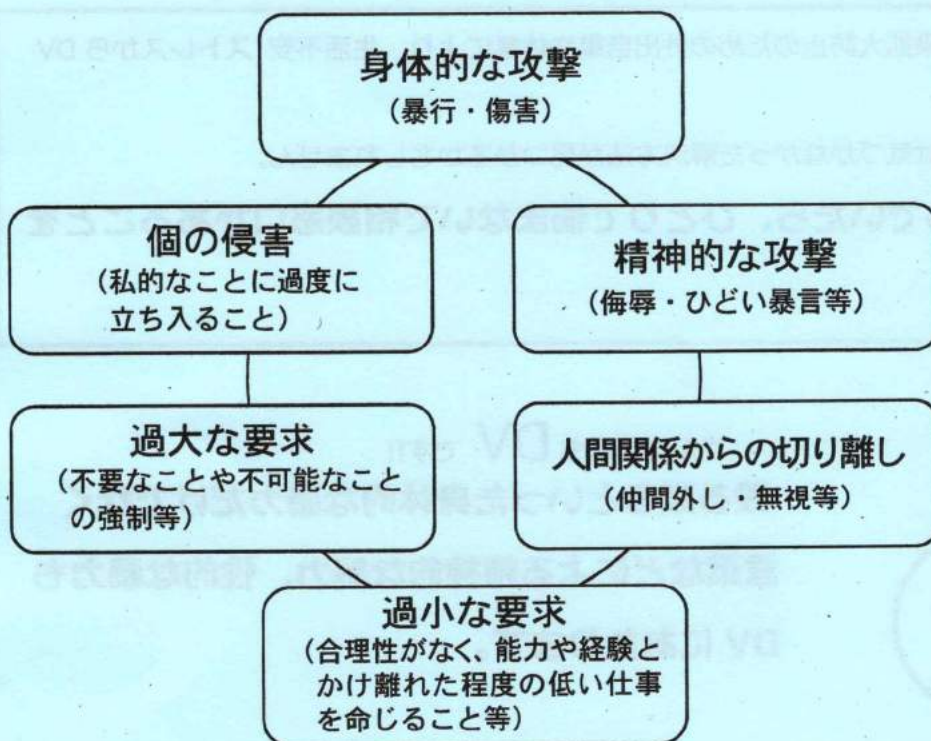 身体的な攻撃
(暴行・傷害)
個の侵害
(私的なことに過度に
立ち入ること)
精神的な攻撃
(侮辱・ひどい暴言等)
過大な要求
(不要なことや不可能なこと
の強制等)
人間関係からの切り離し
(仲間外し・無視等)
過小な要求
(合理性がなく、能力や経験と
かけ離れた程度の低い仕事
を命じること等)